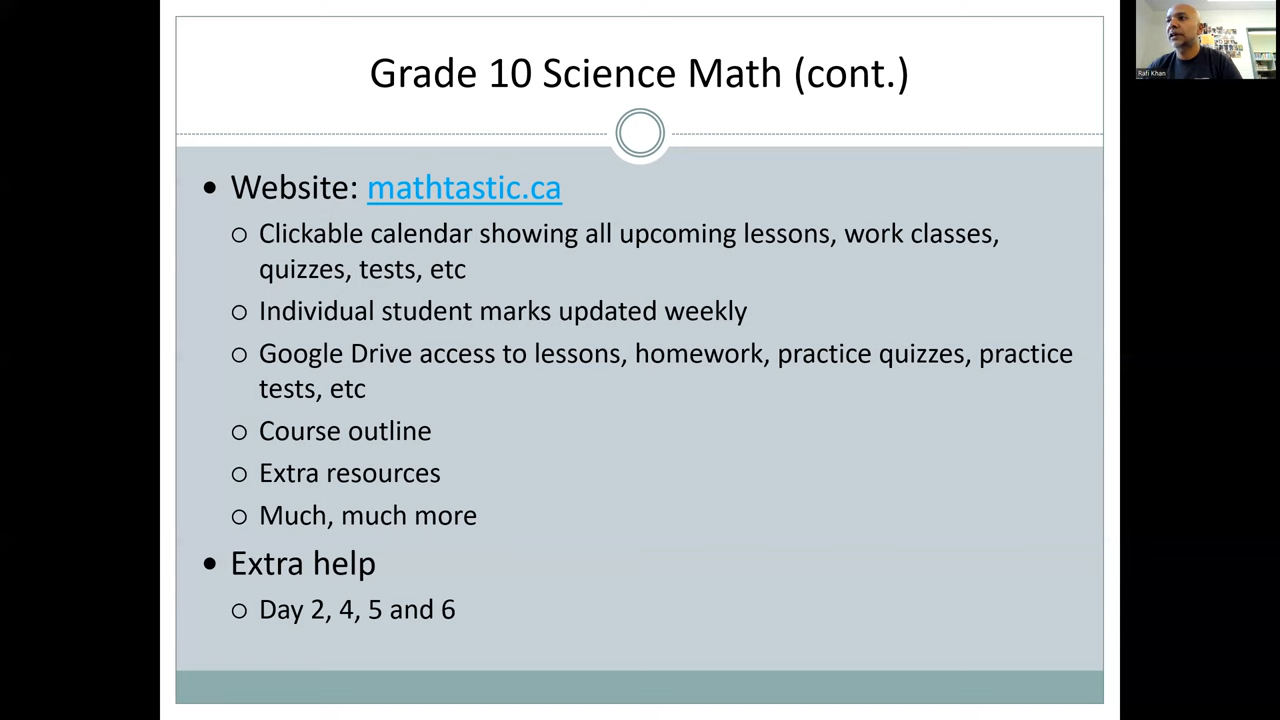 Grade 10 Science Math (cont.)
Rafi Khan
• Website: mathtastic.ca
○ Clickable calendar showing all upcoming lessons, work classes,
quizzes, tests, etc
○ Individual student marks updated weekly
○ Google Drive access to lessons, homework, practice quizzes, practice
tests, etc
○ Course outline
○ Extra resources
○ Much, much more
• Extra help
○ Day 2, 4, 5 and 6